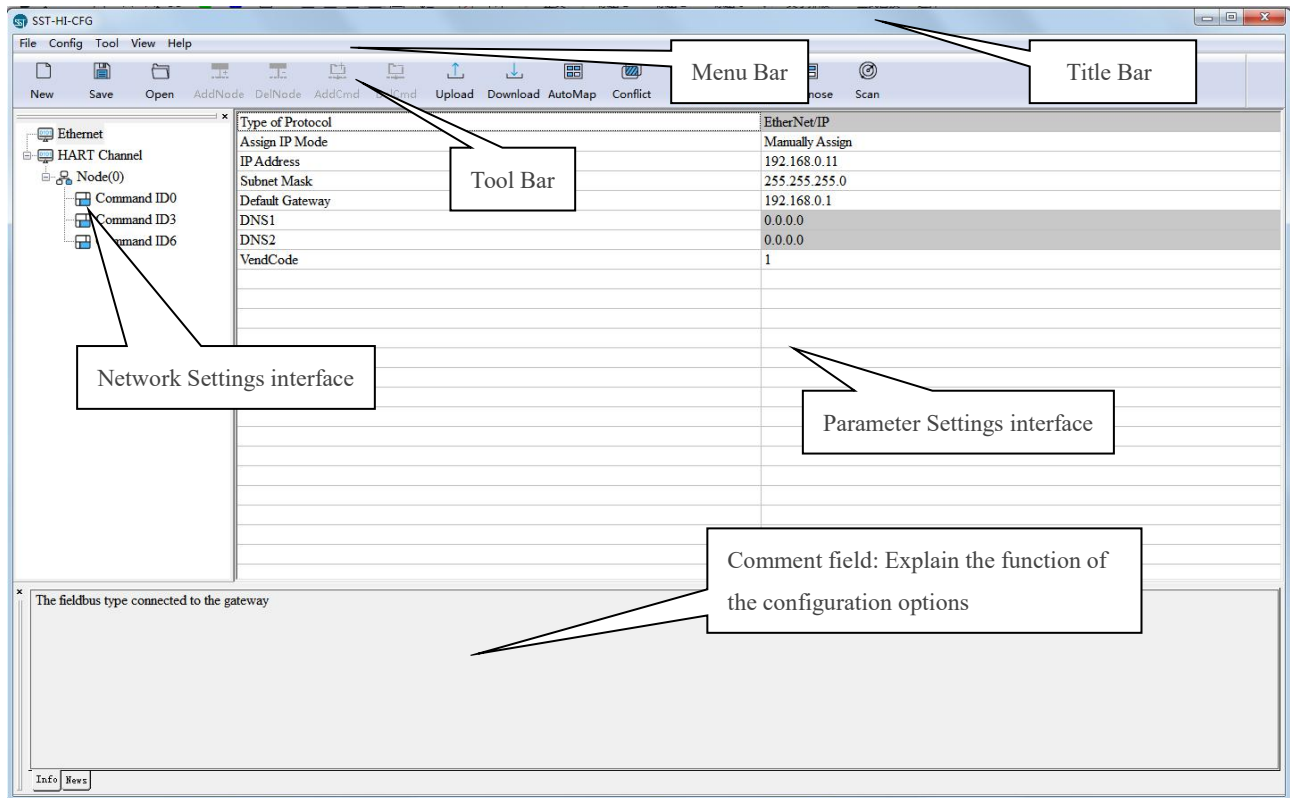 SST-HI-CFG
File Config Tool View Help
New Save Open AddNode DelNode AddCmd Upload Download AutoMap Conflict Scan
Menu Bar
Title Bar
Tool Bar
Ethernet
HART Channel
Node(0)
Command ID0
Command ID3
Command ID6
Type of Protocol EtherNet/IP
Assign IP Mode Manually Assign
IP Address 192.168.0.11
Subnet Mask 255.255.255.0
Default Gateway 192.168.0.1
DNS1 0.0.0.0
DNS2 0.0.0.0
VendCode 1
Network Settings interface
Parameter Settings interface
Comment field: Explain the function of
the configuration options
The fieldbus type connected to the gateway
Info News